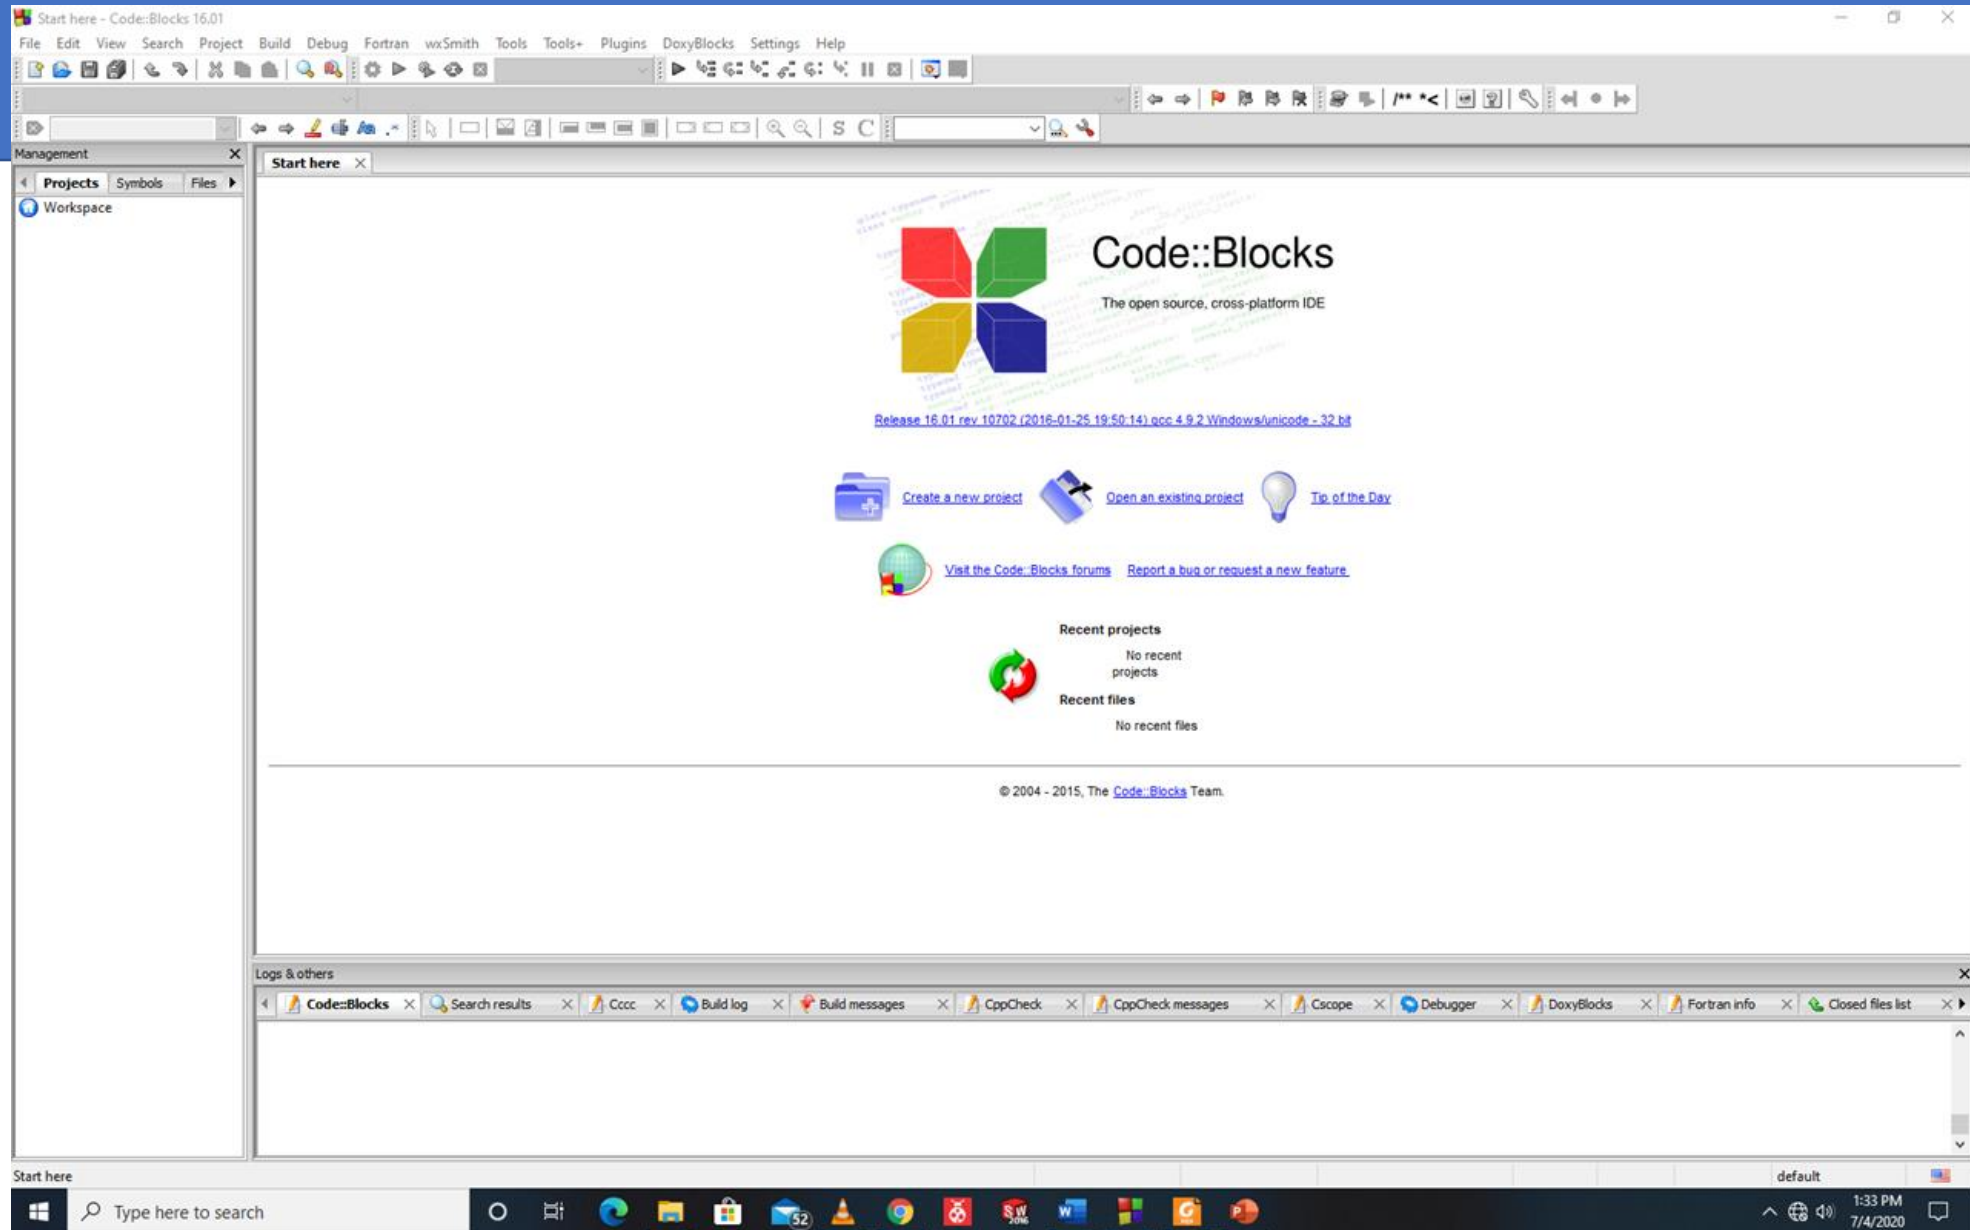 Start here - Code::Blocks 16.01
File Edit View Search Project Build Debug Fortran wxSmith Tools Tools+ Plugins DoxyBlocks Settings Help
/** *<
S C
Management
Start here
Projects Symbols Files
Workspace
Code::Blocks
The open source, cross-platform IDE
Release 16.01 rev 10702 (2016-01-25 19:50:14) gcc 4.9.2 Windows/unicode - 32 bit
Create a new project Open an existing project Tip of the Day
Visit the Code::Blocks forums Report a bug or request a new feature
Recent projects
No recent
projects
Recent files
No recent files
© 2004 - 2015, The Code::Blocks Team.
Logs & others
Code::Blocks Search results Cccc Build log Build messages CppCheck CppCheck messages Cscope Debugger DoxyBlocks Fortran info Closed files list
Start here default
Type here to search 52 SW 2016 W P 1:33 PM
7/4/2020